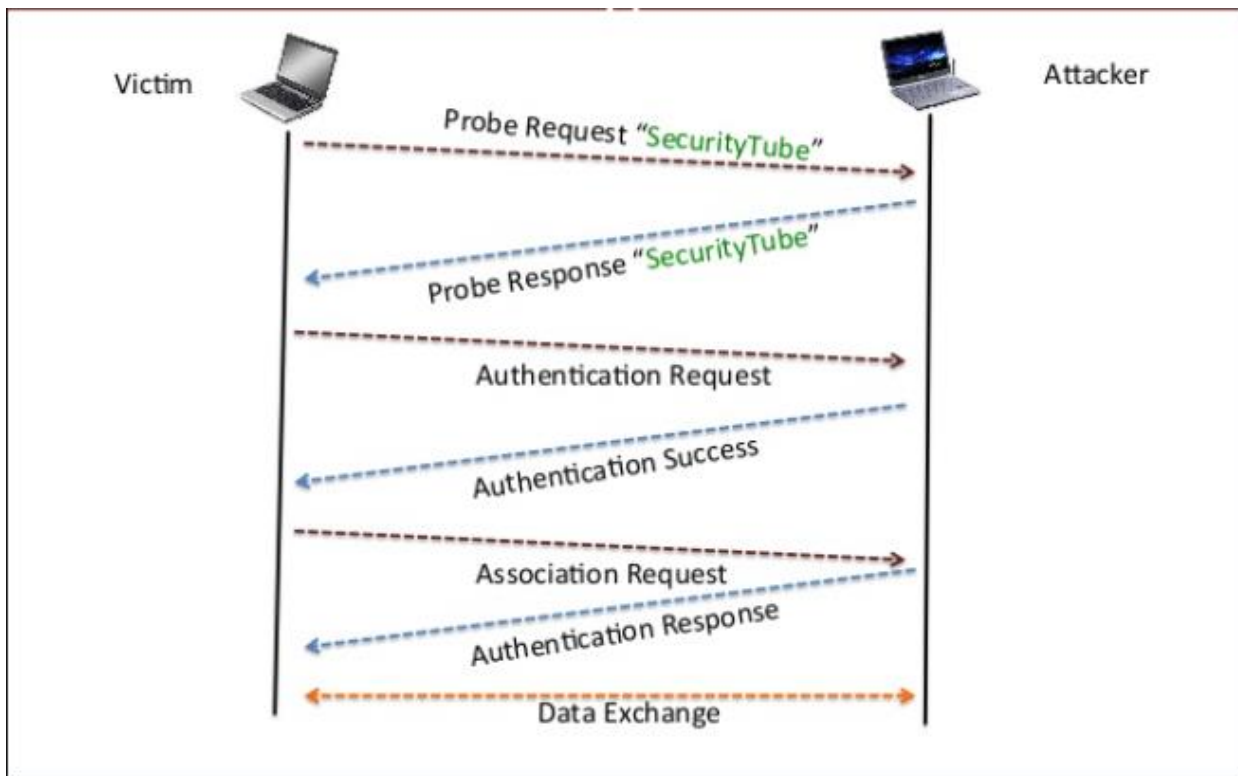 Victim
Attacker
Probe Request “SecurityTube”
Probe Response “SecurityTube”
Authentication Request
Authentication Success
Association Request
Authentication Response
Data Exchange